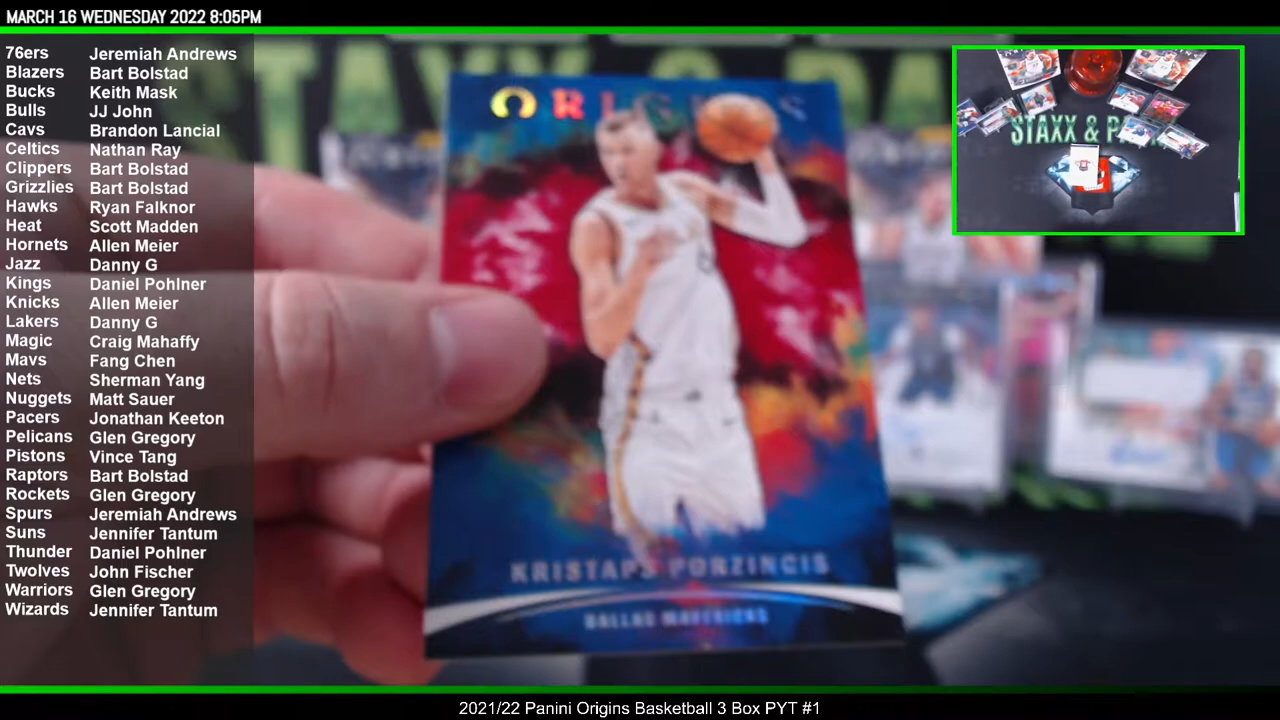 MARCH 16 WEDNESDAY 2022 8:05PM
76ers Jeremiah Andrews
Blazers Bart Bolstad
Bucks Keith Mask
Bulls JJ John
Cavs Brandon Lancial
Celtics Nathan Ray
Clippers Bart Bolstad
Grizzlies Bart Bolstad
Hawks Ryan Falknor
Heat Scott Madden
Hornets Allen Meier
Jazz Danny G
Kings Daniel Pohlner
Knicks Allen Meier
Lakers Danny G
Magic Craig Mahaffy
Mavs Fang Chen
Nets Sherman Yang
Nuggets Matt Sauer
Pacers Jonathan Keeton
Pelicans Glen Gregory
Pistons Vince Tang
Raptors Bart Bolstad
Rockets Glen Gregory
Spurs Jeremiah Andrews
Suns Jennifer Tantum
Thunder Daniel Pohlner
Twolves John Fischer
Warriors Glen Gregory
Wizards Jennifer Tantum
ORIGINS
KRISTAPS PORZINGIS
DALLAS MAVERICKS
STAXX &
2021/22 Panini Origins Basketball 3 Box PYT #1